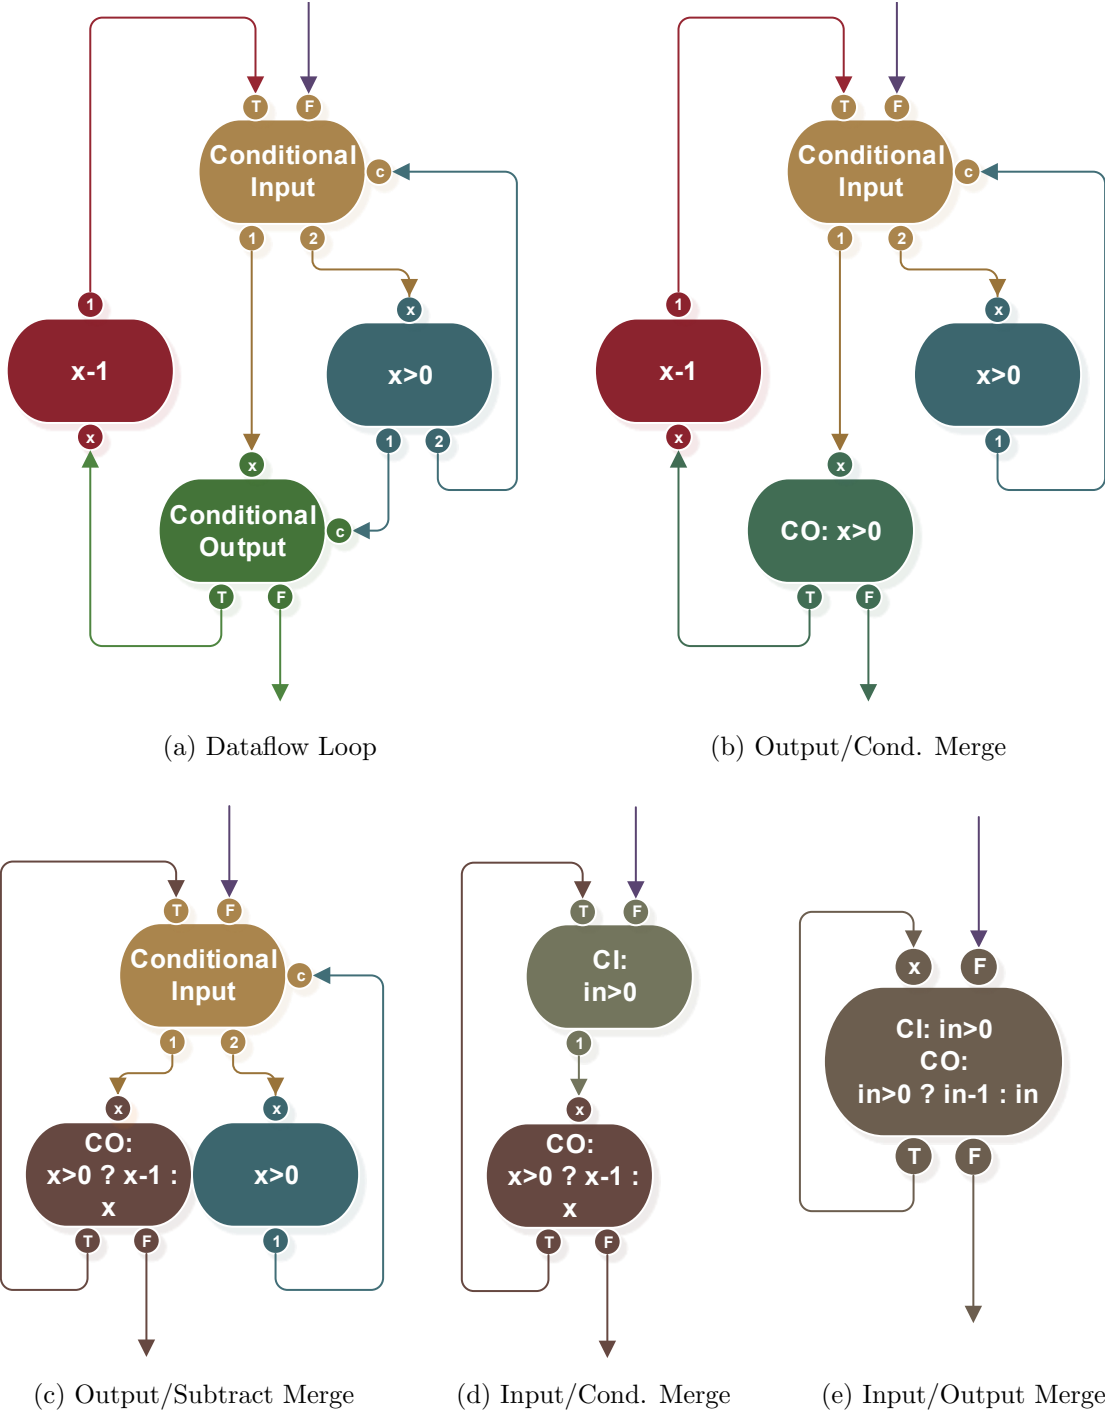 T F
Conditional
Input
c
1 2
1
x
x-1
x>0
x
1 2
x
Conditional
Output
c
T F
(a) Dataflow Loop
T F
Conditional
Input
c
1 2
1
x
x-1
x>0
x
1
x
CO: x>0
T F
(b) Output/Cond. Merge
T F
Conditional
Input
c
1 2
x
x
CO:
x>0 ? x-1 :
x
x>0
T F
1
(c) Output/Subtract Merge
T F
CI:
in>0
1
x
CO:
x>0 ? x-1 :
x
T F
(d) Input/Cond. Merge
x F
CI: in>0
CO:
in>0 ? in-1 : in
T F
(e) Input/Output Merge